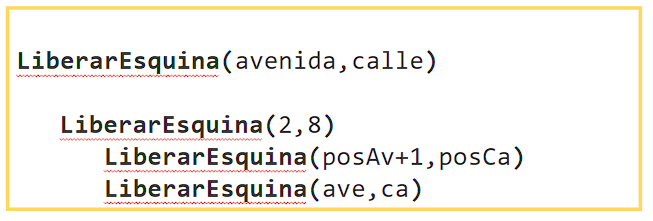 LiberarEsquina(avenida,calle)
LiberarEsquina(2,8)
LiberarEsquina(posAv+1,posCa)
LiberarEsquina(ave,ca)